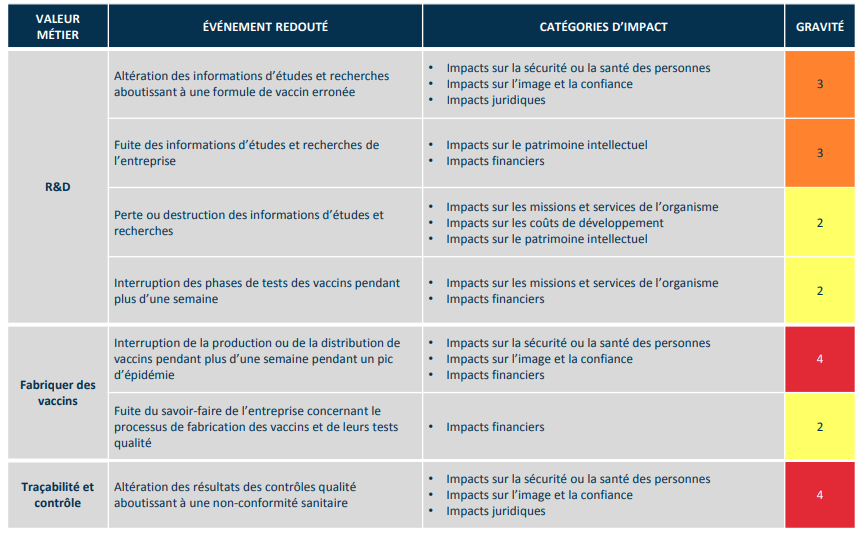 VALEUR
MÉTIER
ÉVÉNEMENT REDOUTÉ
CATÉGORIES D'IMPACT
GRAVITÉ
R&D
Altération des informations d'études et recherches
aboutissant à une formule de vaccin erronée
• Impacts sur la sécurité ou la santé des personnes
• Impacts sur l'image et la confiance
• Impacts juridiques
3
Fuite des informations d'études et recherches de
l'entreprise
• Impacts sur le patrimoine intellectuel
• Impacts financiers
3
Perte ou destruction des informations d'études et
recherches
• Impacts sur les missions et services de l'organisme
• Impacts sur les coûts de développement
• Impacts sur le patrimoine intellectuel
2
Interruption des phases de tests des vaccins pendant
plus d'une semaine
• Impacts sur les missions et services de l'organisme
• Impacts financiers
2
Fabriquer des
vaccins
Interruption de la production ou de la distribution de
vaccins pendant plus d'une semaine pendant un pic
d'épidémie
• Impacts sur la sécurité ou la santé des personnes
• Impacts sur l'image et la confiance
• Impacts financiers
4
Fuite du savoir-faire de l'entreprise concernant le
processus de fabrication des vaccins et de leurs tests
qualité
• Impacts financiers
2
Traçabilité et
contrôle
Altération des résultats des contrôles qualité
aboutissant à une non-conformité sanitaire
• Impacts sur la sécurité ou la santé des personnes
• Impacts sur l'image et la confiance
• Impacts juridiques
4